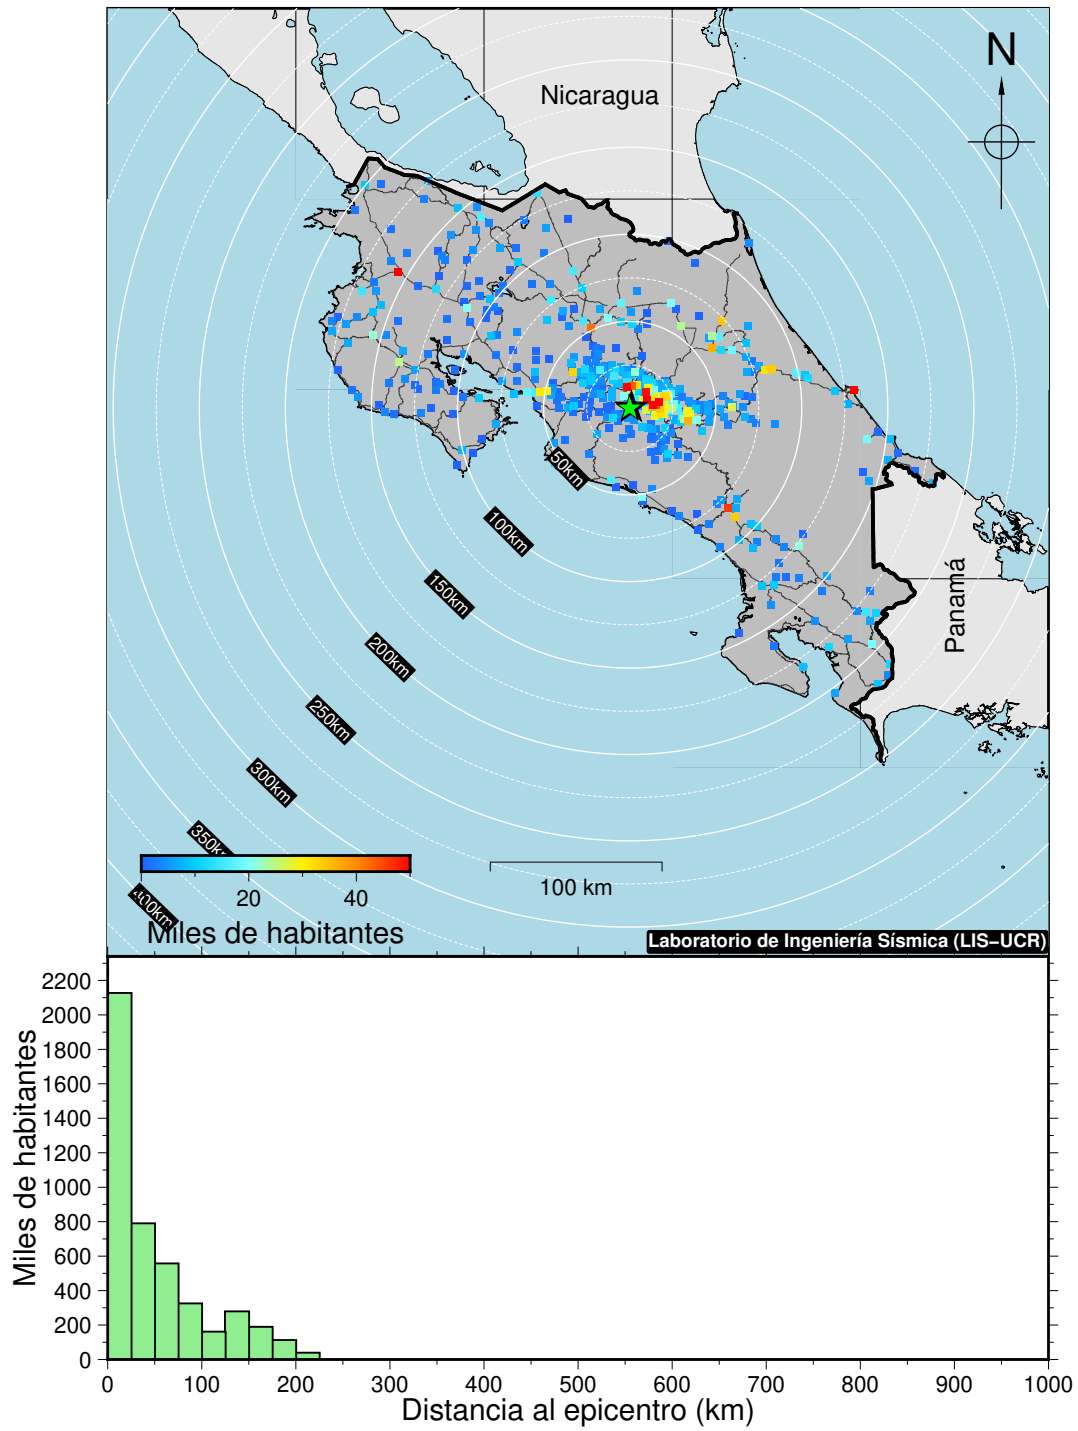 Nicaragua
N
Panamá
50km
100km
150km
200km
250km
300km
350km
400km
20
40
Miles de habitantes
100 km
Laboratorio de Ingeniería Sísmica (LIS−UCR)
2200
2000
1800
1600
1400
1200
1000
800
600
400
200
0
Miles de habitantes
0 100 200 300 400 500 600 700 800 900 1000
Distancia al epicentro (km)